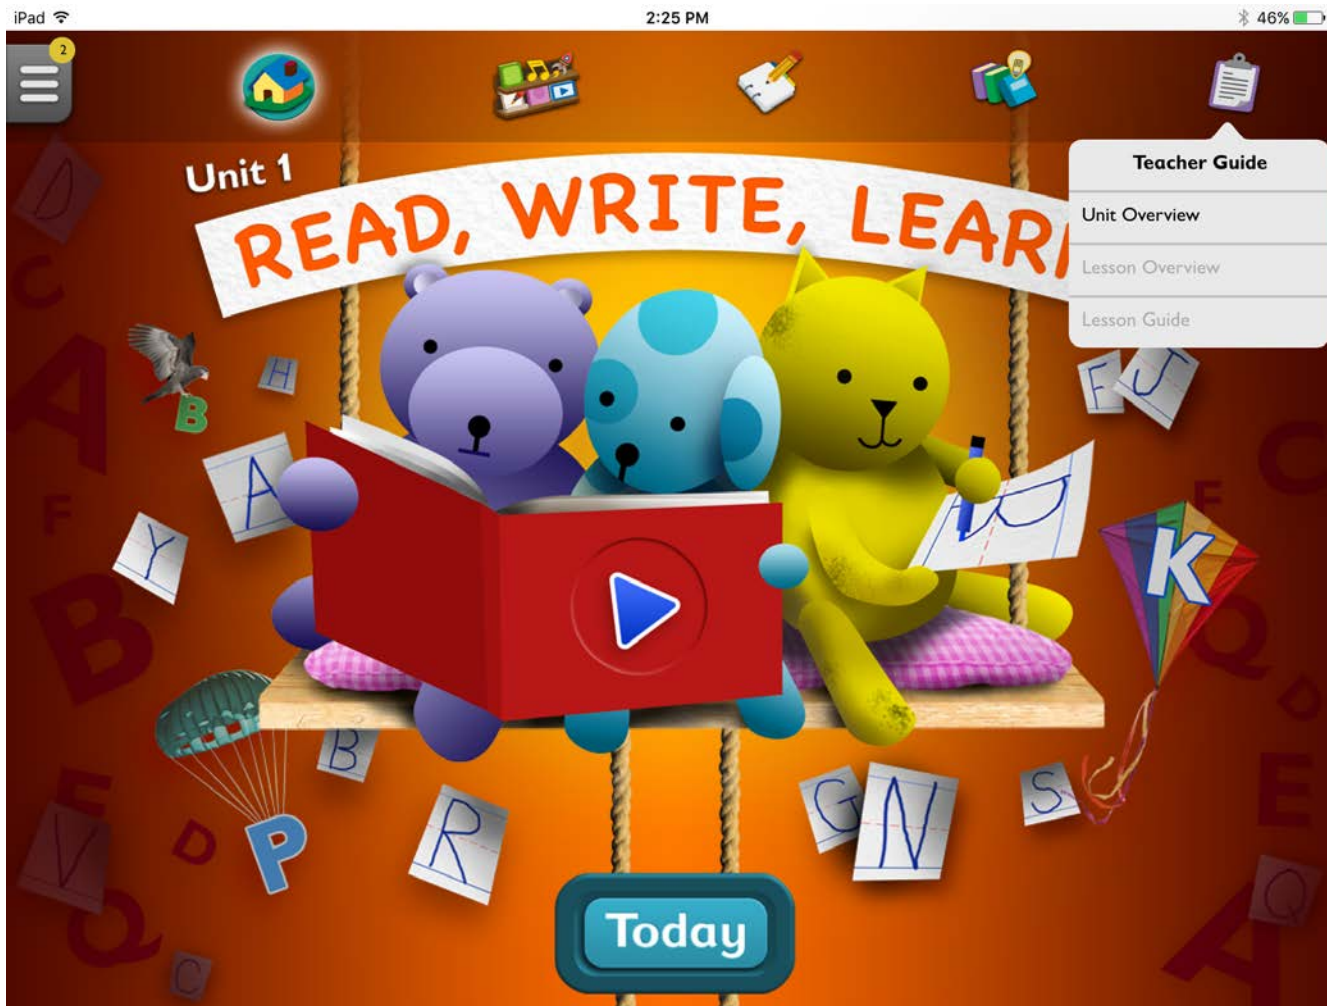 iPad
2:25 PM
46%
2
Unit 1
READ, WRITE, LEAR
Teacher Guide
Unit Overview
Lesson Overview
Lesson Guide
D
C
A
F
B
H
B
A
Y
F
J
C
F
K
B
Q
D
P
B
R
G
N
S
E
D
V
Q
C
E
Q
A
Today